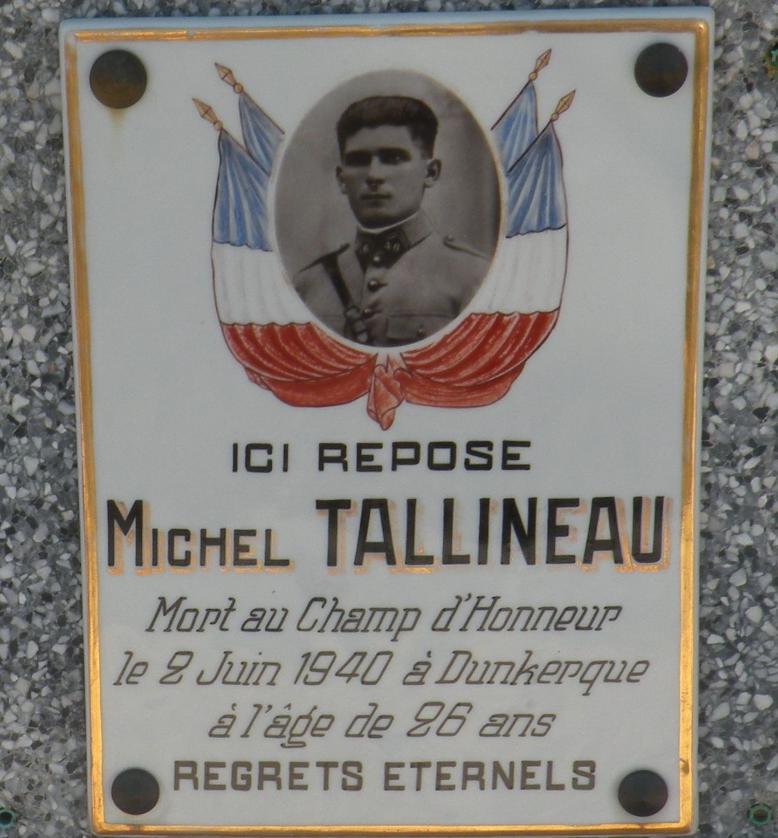 ICI REPOSE
MICHEL TALLINEAU
Mort au Champ d'Honneur
le 2 Juin 1940 à Dunkerque
à l'âge de 26 ans
REGRETS ETERNELS